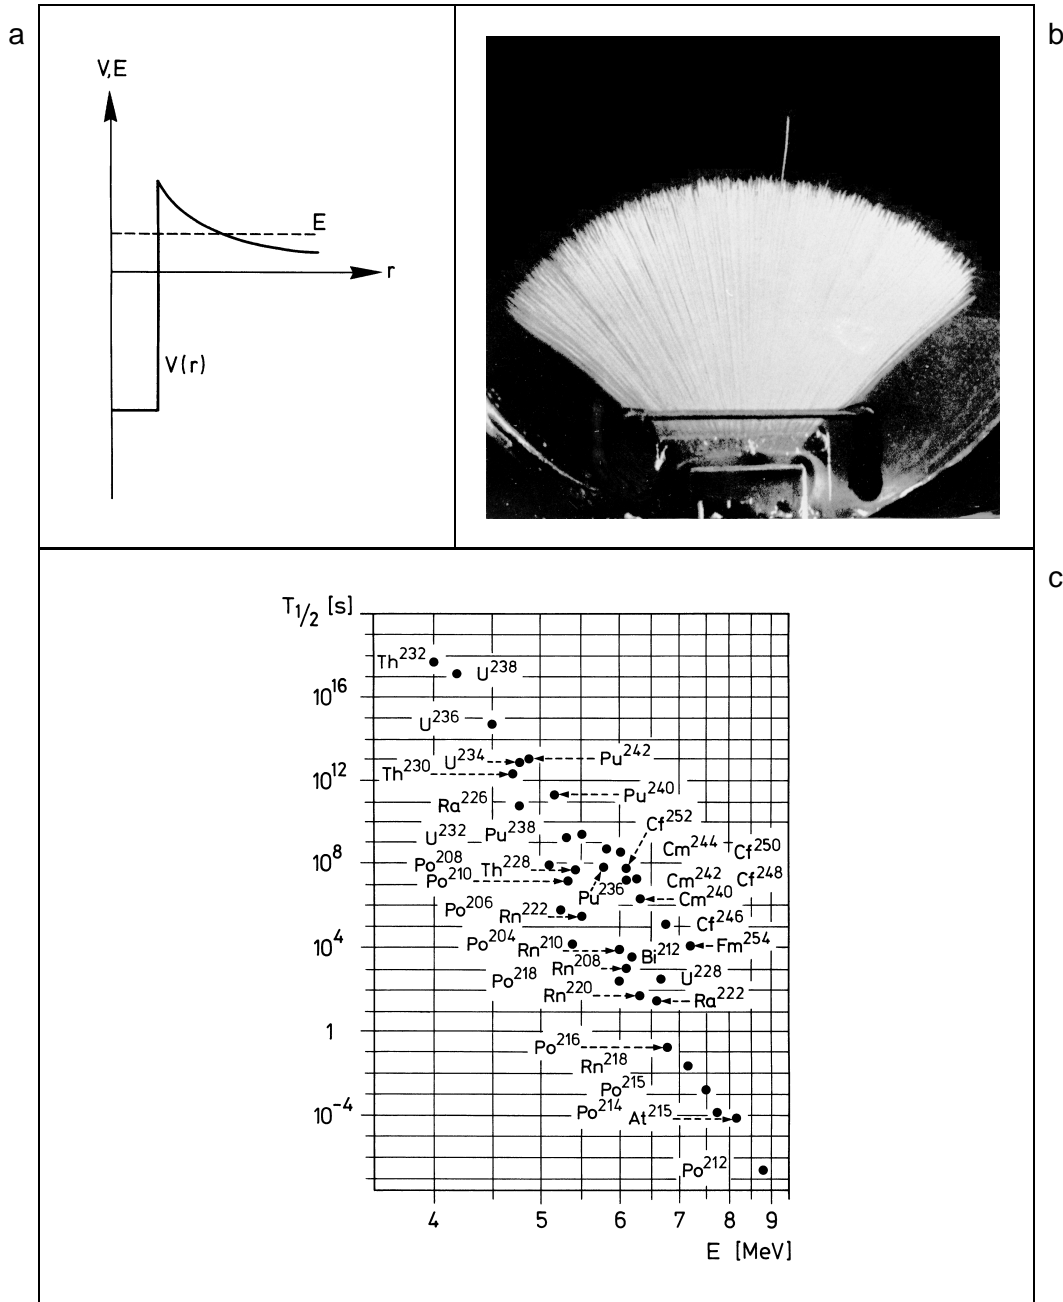 a
b
V,E
E
r
V(r)
c
T1/2 [s]
Th232
U238
10^16
U236
U234
Pu242
Th230
10^12
Ra226
Pu240
Cf252
U232 Pu238
Cm244 Cf250
10^8
Po208
Th228
Po210
Cm242 Cf248
Pu236
Cm240
Po206
Rn222
Cf246
10^4
Po204
Rn210
Bi212
Fm254
Rn208
Po218
U228
Rn220
Ra222
1
Po216
Rn218
Po215
10^-4
Po214
At215
Po212
4 5 6 7 8 9
E [MeV]